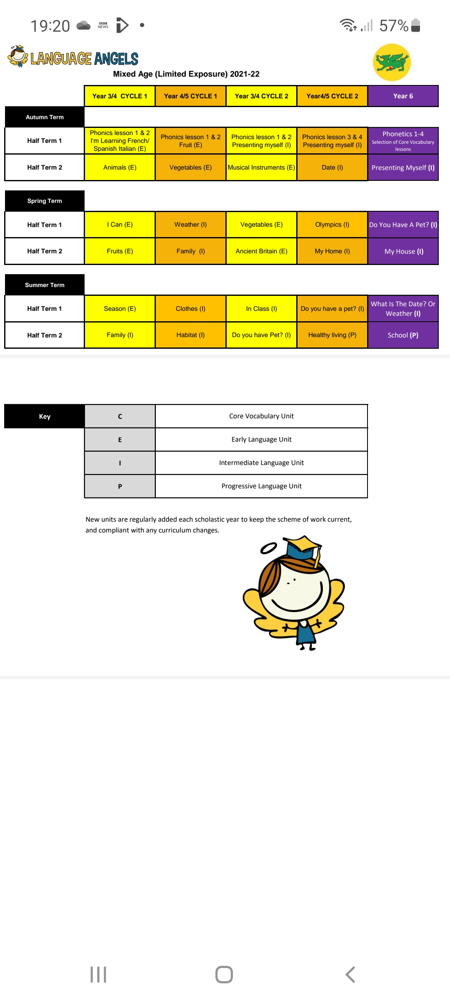 19:20 BBC NEWS 57%
LANGUAGE ANGELS
Mixed Age (Limited Exposure) 2021-22
Year 3/4 CYCLE 1 Year 4/5 CYCLE 1 Year 3/4 CYCLE 2 Year4/5 CYCLE 2 Year 6
Autumn Term
Half Term 1
Phonics lesson 1 & 2
I'm Learning French/
Spanish Italian (E)
Phonics lesson 1 & 2
Fruit (E)
Phonics lesson 1 & 2
Presenting myself (I)
Phonics lesson 3 & 4
Presenting myself (I)
Phonetics 1-4
Selection of Core Vocabulary
lessons
Half Term 2 Animals (E) Vegetables (E) Musical Instruments (E) Date (I) Presenting Myself (I)
Spring Term
Half Term 1 I Can (E) Weather (I) Vegetables (E) Olympics (I) Do You Have A Pet? (I)
Half Term 2 Fruits (E) Family (I) Ancient Britain (E) My Home (I) My House (I)
Summer Term
Half Term 1 Season (E) Clothes (I) In Class (I) Do you have a pet? (I)
What Is The Date? Or
Weather (I)
Half Term 2 Family (I) Habitat (I) Do you have Pet? (I) Healthy living (P) School (P)
Key C Core Vocabulary Unit
E Early Language Unit
I Intermediate Language Unit
P Progressive Language Unit
New units are regularly added each scholastic year to keep the scheme of work current,
and compliant with any curriculum changes.